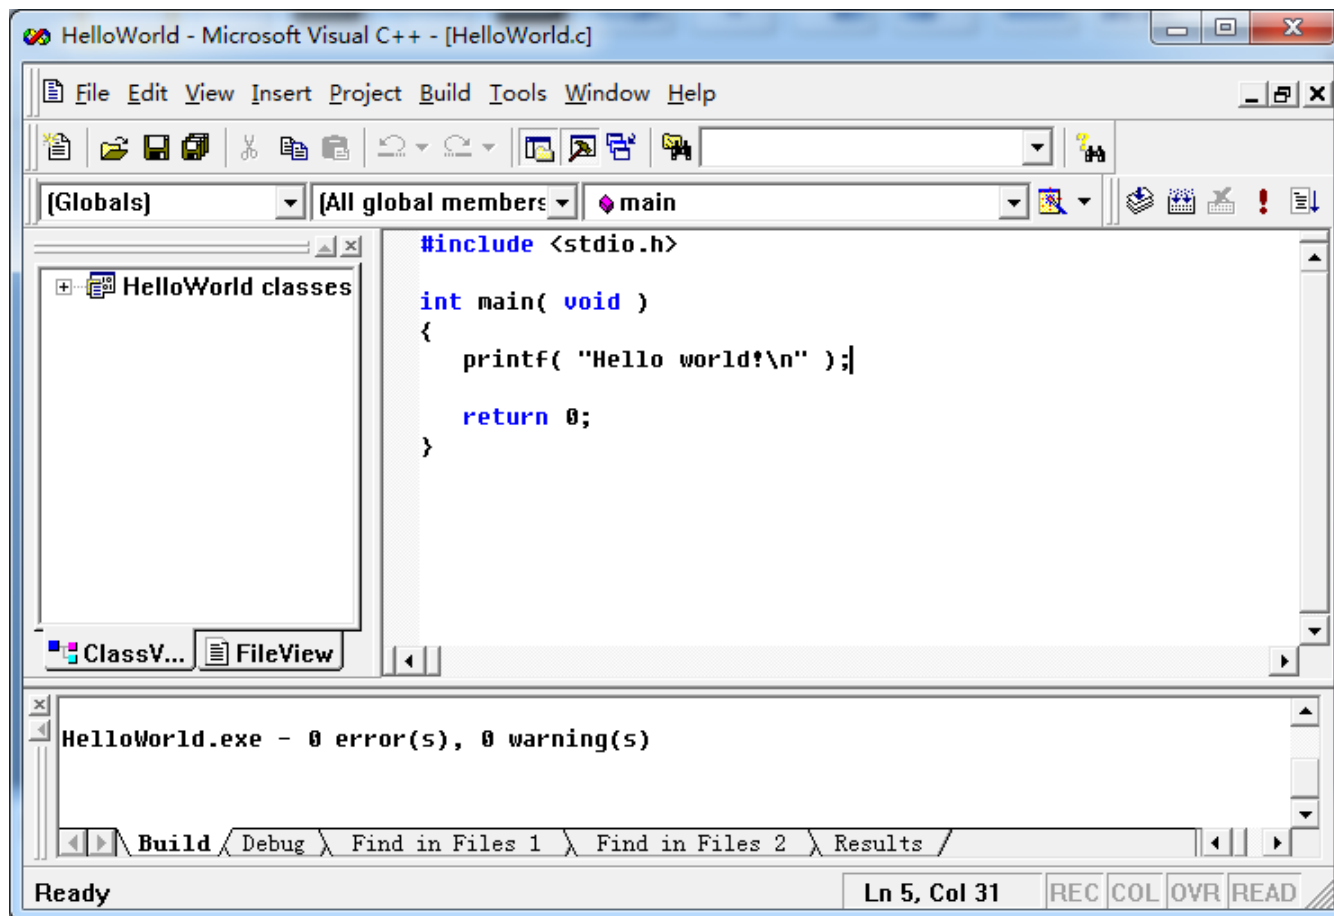 HelloWorld - Microsoft Visual C++ - [HelloWorld.c]
File Edit View Insert Project Build Tools Window Help
(Globals) (All global members main
HelloWorld classes
#include <stdio.h>
int main( void )
{
printf( "Hello world!\n" );
return 0;
}
ClassV... FileView
HelloWorld.exe - 0 error(s), 0 warning(s)
Build Debug Find in Files 1 Find in Files 2 Results
Ready Ln 5, Col 31 REC COL OVR READ